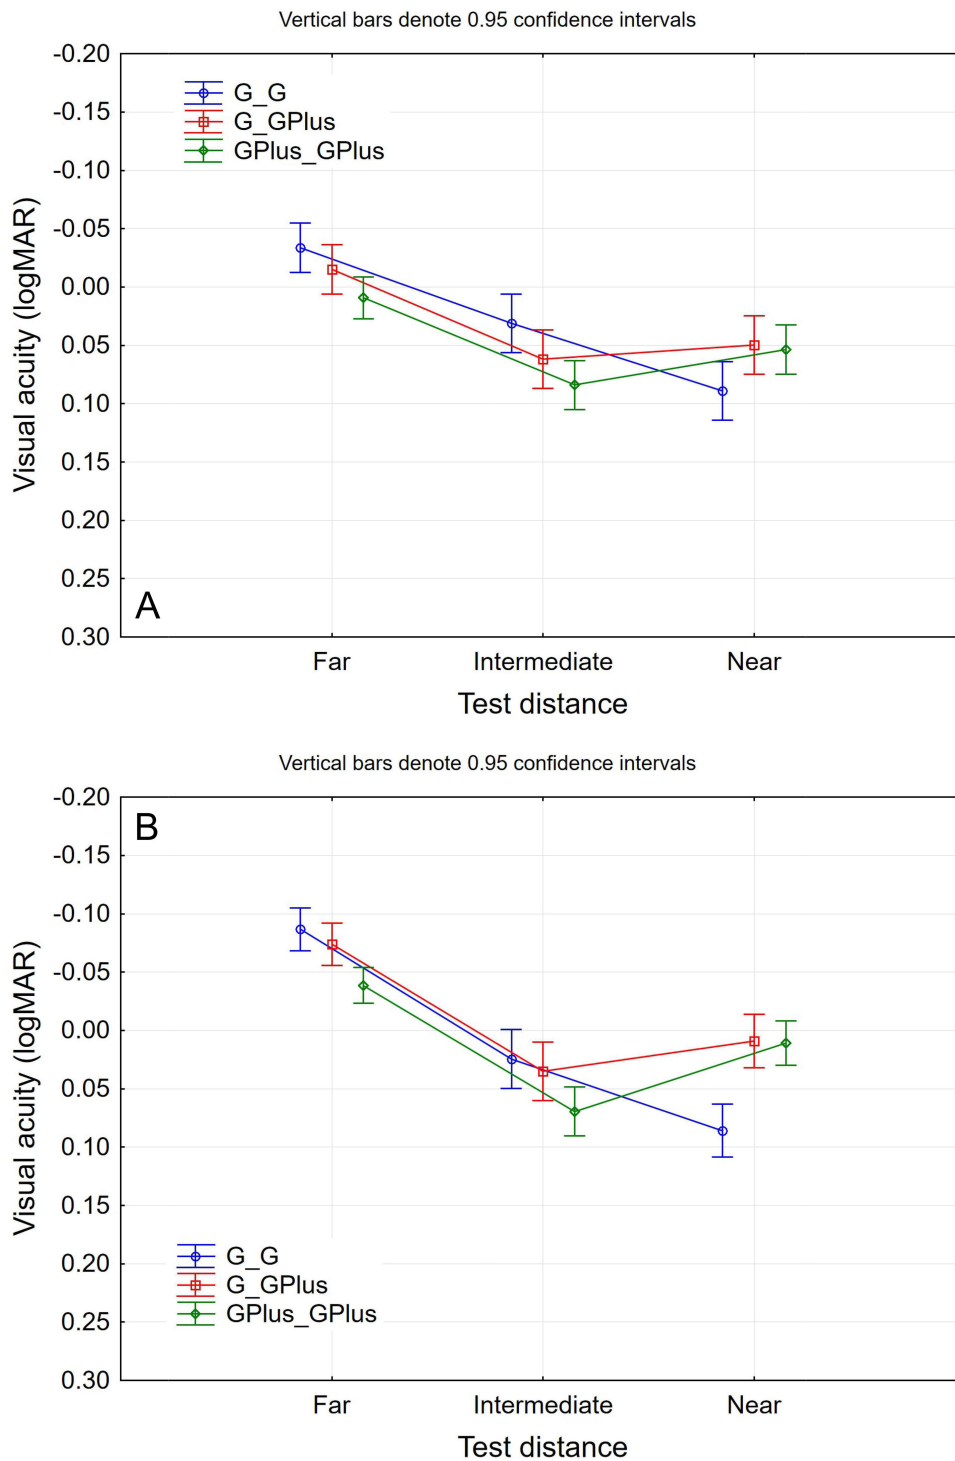 Vertical bars denote 0.95 confidence intervals
-0.20
-0.15
-0.10
-0.05
0.00
0.05
0.10
0.15
0.20
0.25
0.30
Visual acuity (logMAR)
G_G
G_GPlus
GPlus_GPlus
A
Far Intermediate Near
Test distance
Vertical bars denote 0.95 confidence intervals
-0.20
-0.15
-0.10
-0.05
0.00
0.05
0.10
0.15
0.20
0.25
0.30
Visual acuity (logMAR)
B
G_G
G_GPlus
GPlus_GPlus
Far Intermediate Near
Test distance